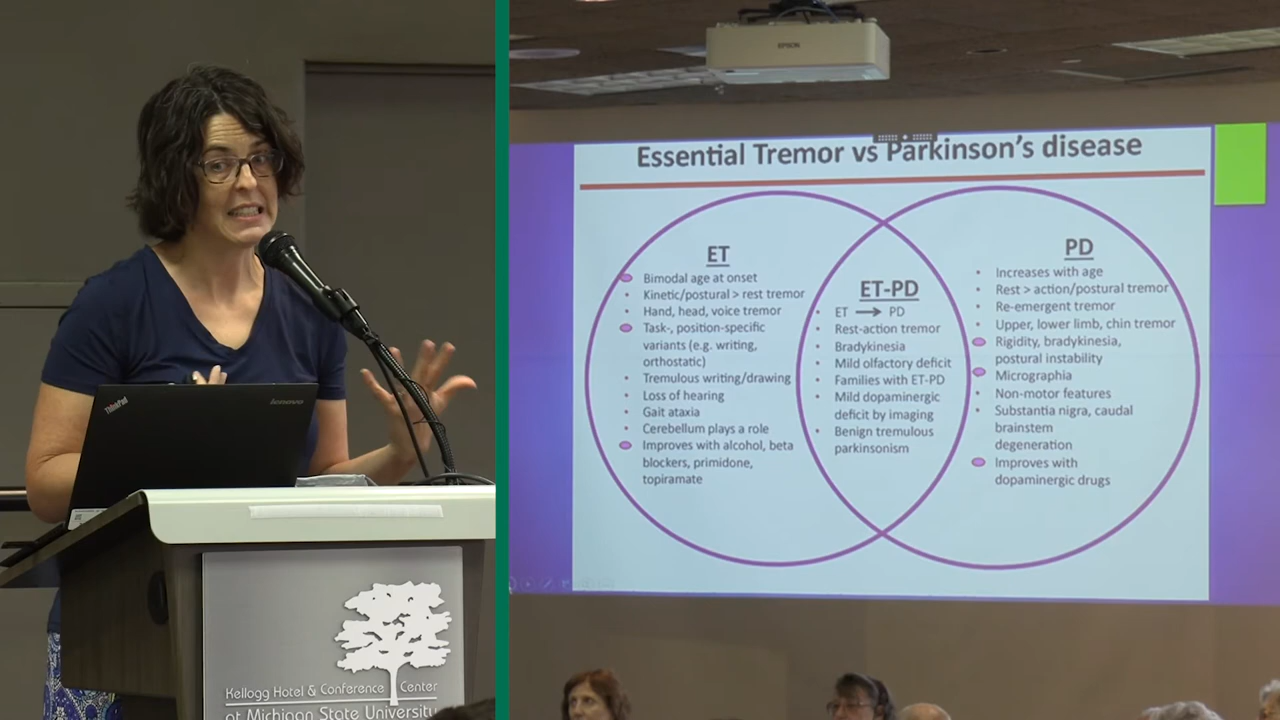 ThinkPad
lenovo
Kellogg Hotel & Conference Center
at Michigan State University
EPSON
Essential Tremor vs Parkinson's disease
ET
• Bimodal age at onset
• Kinetic/postural > rest tremor
• Hand, head, voice tremor
• Task-, position-specific
variants (e.g. writing,
orthostatic)
• Tremulous writing/drawing
• Loss of hearing
• Gait ataxia
• Cerebellum plays a role
• Improves with alcohol, beta
blockers, primidone,
topiramate
ET-PD
• ET → PD
• Rest-action tremor
• Bradykinesia
• Mild olfactory deficit
• Families with ET-PD
• Mild dopaminergic
deficit by imaging
• Benign tremulous
parkinsonism
PD
• Increases with age
• Rest > action/postural tremor
• Re-emergent tremor
• Upper, lower limb, chin tremor
• Rigidity, bradykinesia,
postural instability
• Micrographia
• Non-motor features
• Substantia nigra, caudal
brainstem
degeneration
• Improves with
dopaminergic drugs